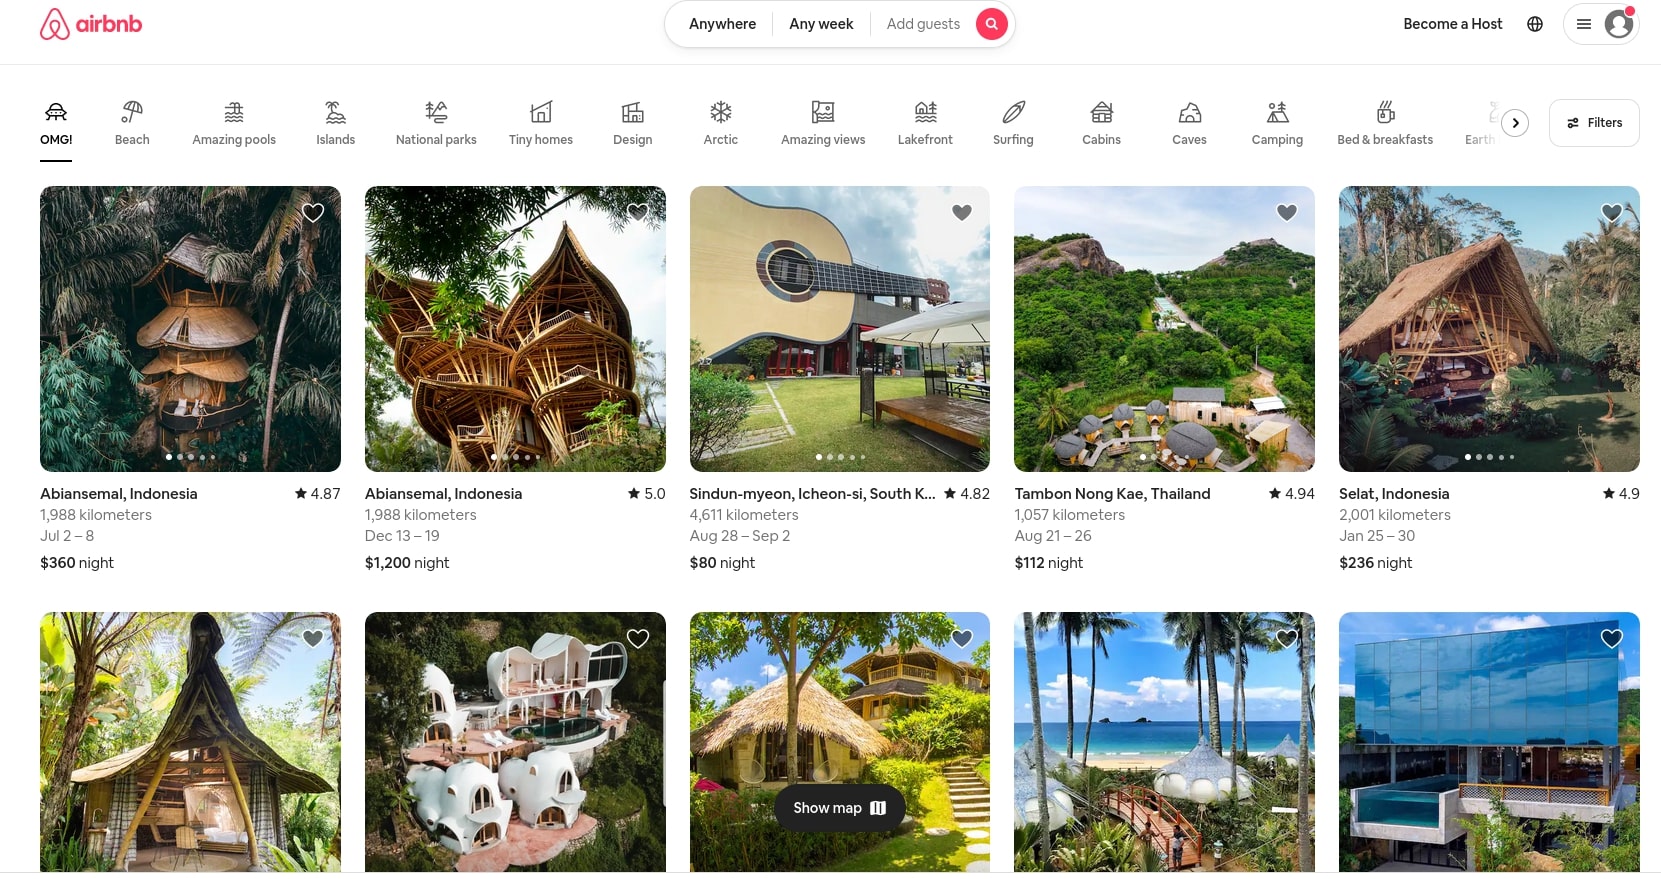 airbnb
Anywhere
Any week
Add guests
Become a Host
OMG!
Beach
Amazing pools
Islands
National parks
Tiny homes
Design
Arctic
Amazing views
Lakefront
Surfing
Cabins
Caves
Camping
Bed & breakfasts
Earth
Filters
Abiansemal, Indonesia
4.87
1,988 kilometers
Jul 2 – 8
$360 night
Abiansemal, Indonesia
5.0
1,988 kilometers
Dec 13 – 19
$1,200 night
Sindun-myeon, Icheon-si, South K...
4.82
4,611 kilometers
Aug 28 – Sep 2
$80 night
Tambon Nong Kae, Thailand
4.94
1,057 kilometers
Aug 21 – 26
$112 night
Selat, Indonesia
4.9
2,001 kilometers
Jan 25 – 30
$236 night
Show map